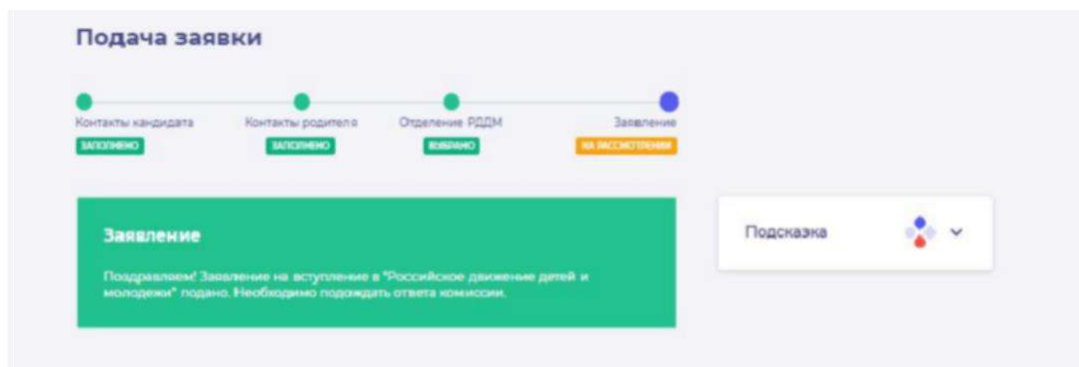 Подача заявки
Контакты кандидата
Контакты родителя
Отделение РДДМ
Заявление
ЗАПОЛНЕНО
ЗАПОЛНЕНО
ВЫБРАНО
НА РАССМОТРЕНИИ
Заявление
Поздравляем! Заявление на вступление в "Российское движение детей и
молодежи" подано. Необходимо подождать ответа комиссии.
Подсказка